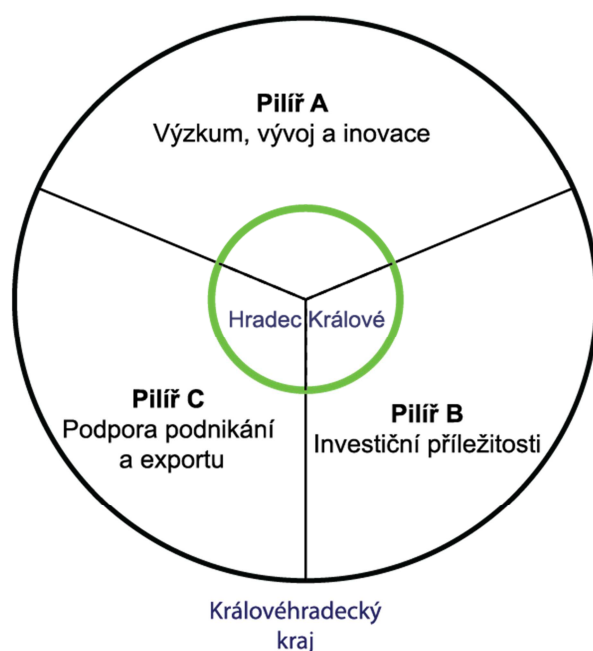 Pilíř A
Výzkum, vývoj a inovace
Hradec Králové
Pilíř C
Podpora podnikání
a exportu
Pilíř B
Investiční příležitosti
Královéhradecký
kraj